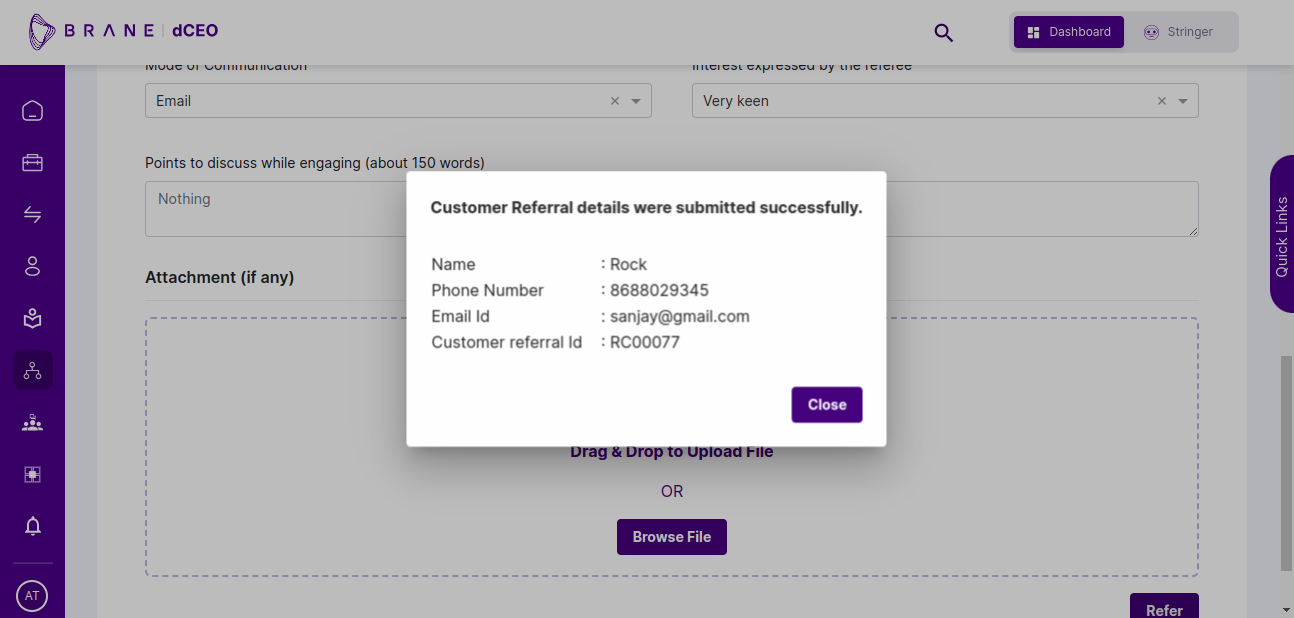 BRANE | dCEO
Dashboard
Stringer
Mode of Communication
Interest expressed by the referee
Email
Very keen
Points to discuss while engaging (about 150 words)
Nothing
Customer Referral details were submitted successfully.
Name : Rock
Phone Number : 8688029345
Email Id : sanjay@gmail.com
Customer referral Id : RC00077
Close
Attachment (if any)
Drag & Drop to Upload File
OR
Browse File
Refer
Quick Links
AT